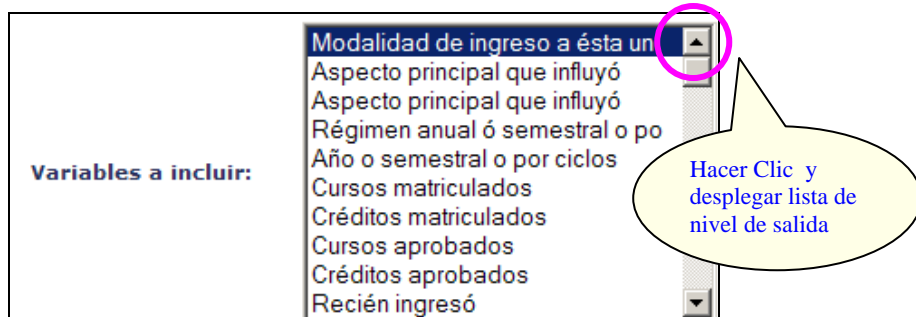 Variables a incluir:
Modalidad de ingreso a ésta un
Aspecto principal que influyó
Aspecto principal que influyó
Régimen anual ó semestral o po
Año o semestral o por ciclos
Cursos matriculados
Créditos matriculados
Cursos aprobados
Créditos aprobados
Recién ingresó
Hacer Clic y
desplegar lista de
nivel de salida